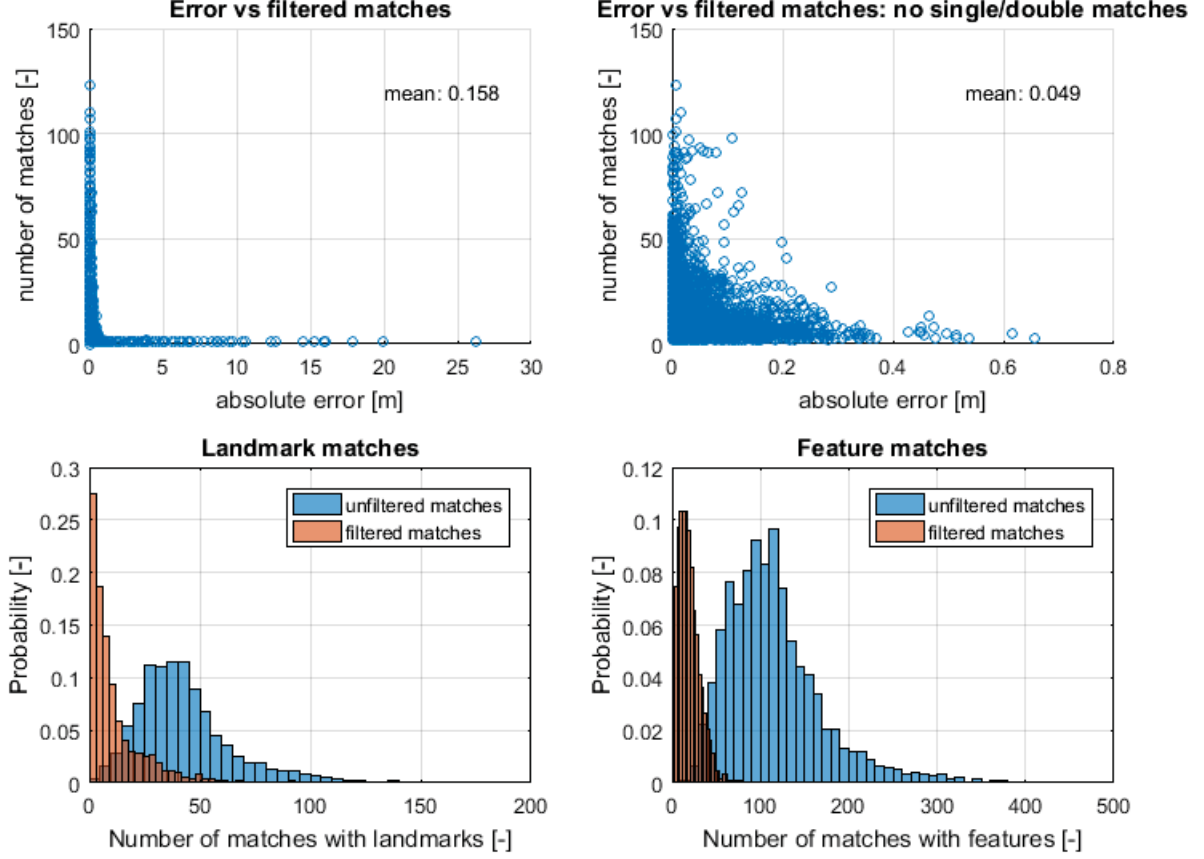 Error vs filtered matches
150
100
50
0
number of matches [-]
mean: 0.158
0 5 10 15 20 25 30
absolute error [m]
Error vs filtered matches: no single/double matches
150
100
50
0
number of matches [-]
mean: 0.049
0 0.2 0.4 0.6 0.8
absolute error [m]
Landmark matches
0.3
0.25
0.2
0.15
0.1
0.05
0
Probability [-]
unfiltered matches
filtered matches
0 50 100 150 200
Number of matches with landmarks [-]
Feature matches
0.12
0.1
0.08
0.06
0.04
0.02
0
Probability [-]
unfiltered matches
filtered matches
0 100 200 300 400 500
Number of matches with features [-]